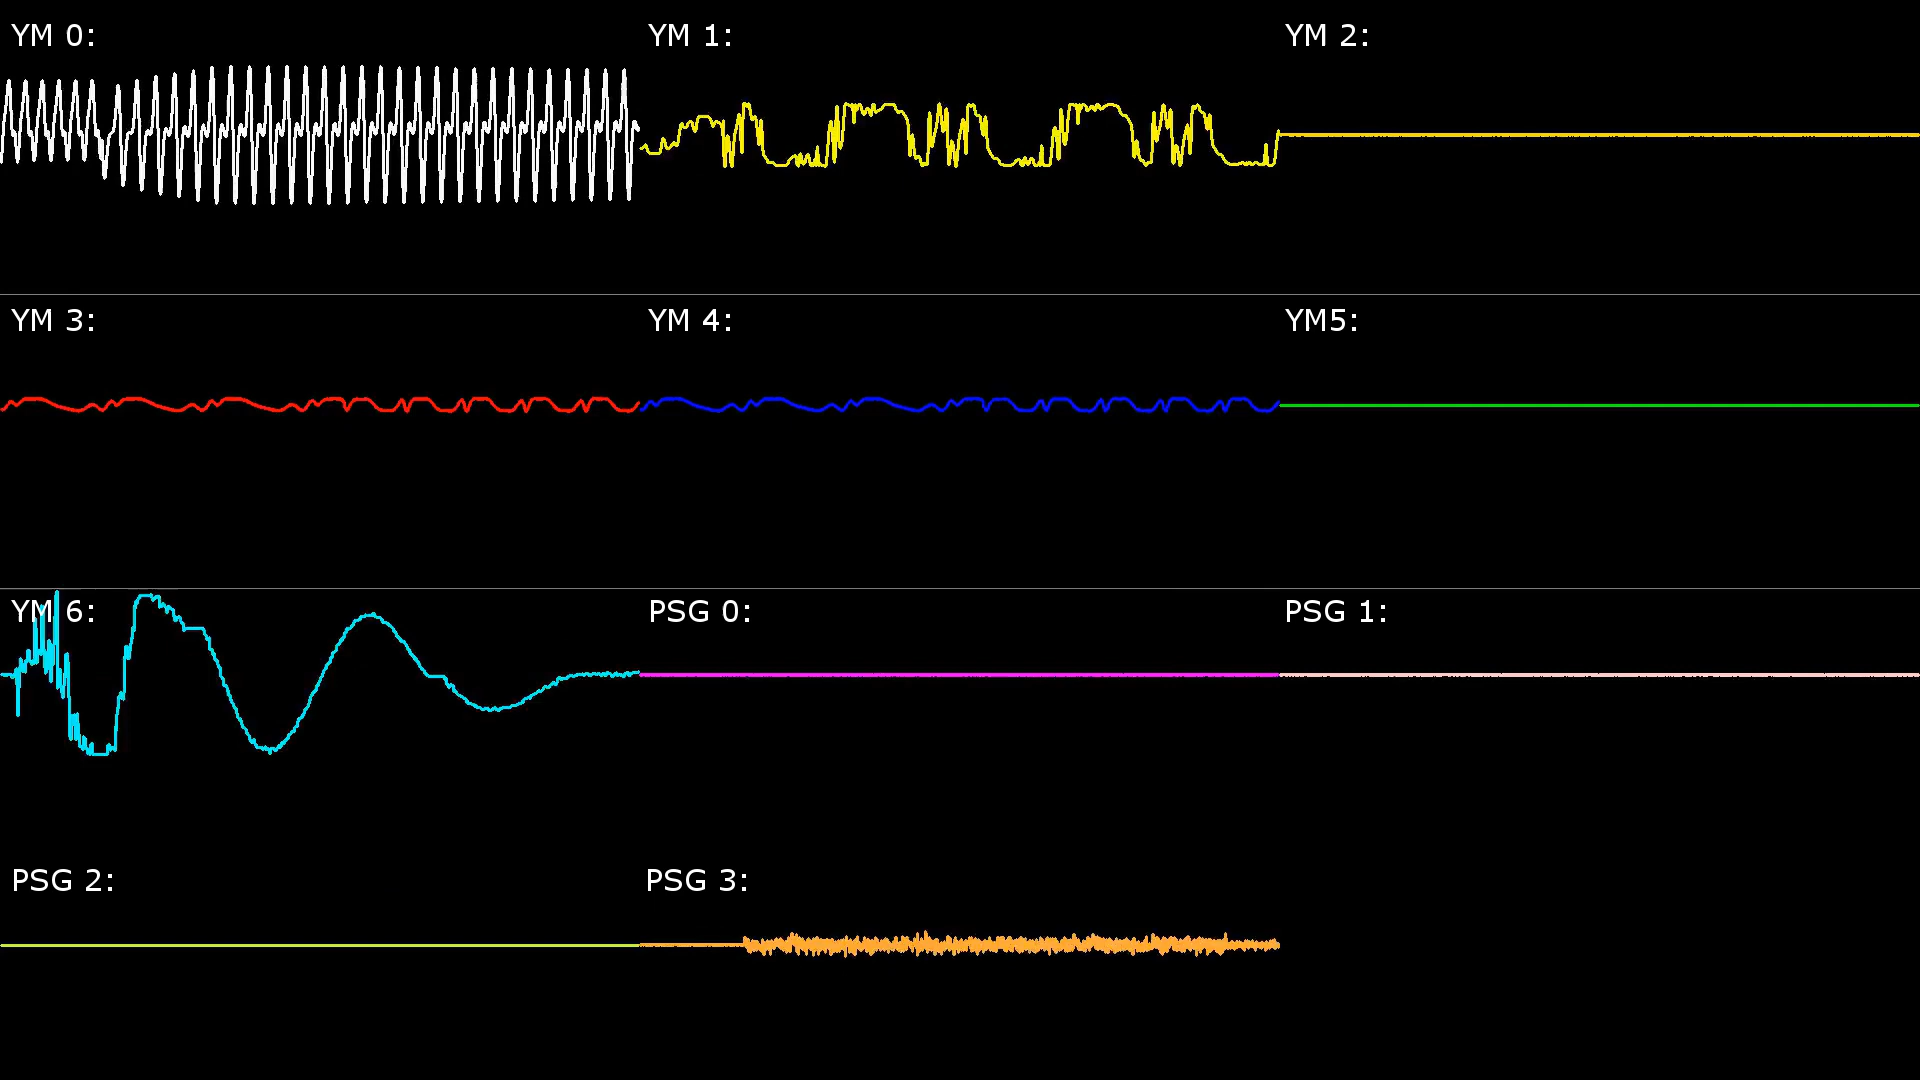 YM 0:
YM 1:
YM 2:
YM 3:
YM 4:
YM5:
YM 6:
PSG 0:
PSG 1:
PSG 2:
PSG 3: